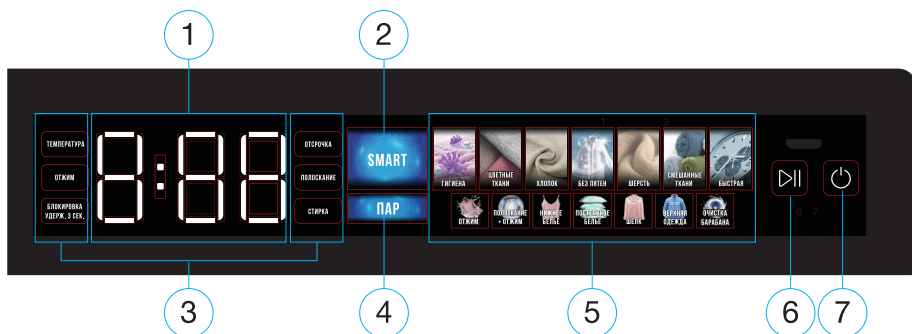 1
2
ТЕМПЕРАТУРА
ОТЖИМ
БЛОКИРОВКА
УДЕРЖ. 3 СЕК.
8:88
ОТСРОЧКА
ПОЛОСКАНИЕ
СТИРКА
SMART
ПАР
1
2
ГИГИЕНА
ЦВЕТНЫЕ
ТКАНИ
ХЛОПОК
БЕЗ ПЯТЕН
ШЕРСТЬ
СМЕШАННЫЕ
ТКАНИ
БЫСТРАЯ
ОТЖИМ
ПОЛОСКАНИЕ
+ ОТЖИМ
НИЖНЕЕ
БЕЛЬЕ
ПОСТЕЛЬНОЕ
БЕЛЬЕ
ШЕЛК
ВЕРХНЯЯ
ОДЕЖДА
ОЧИСТКА
БАРАБАНА
6 7
3
4
5
6
7